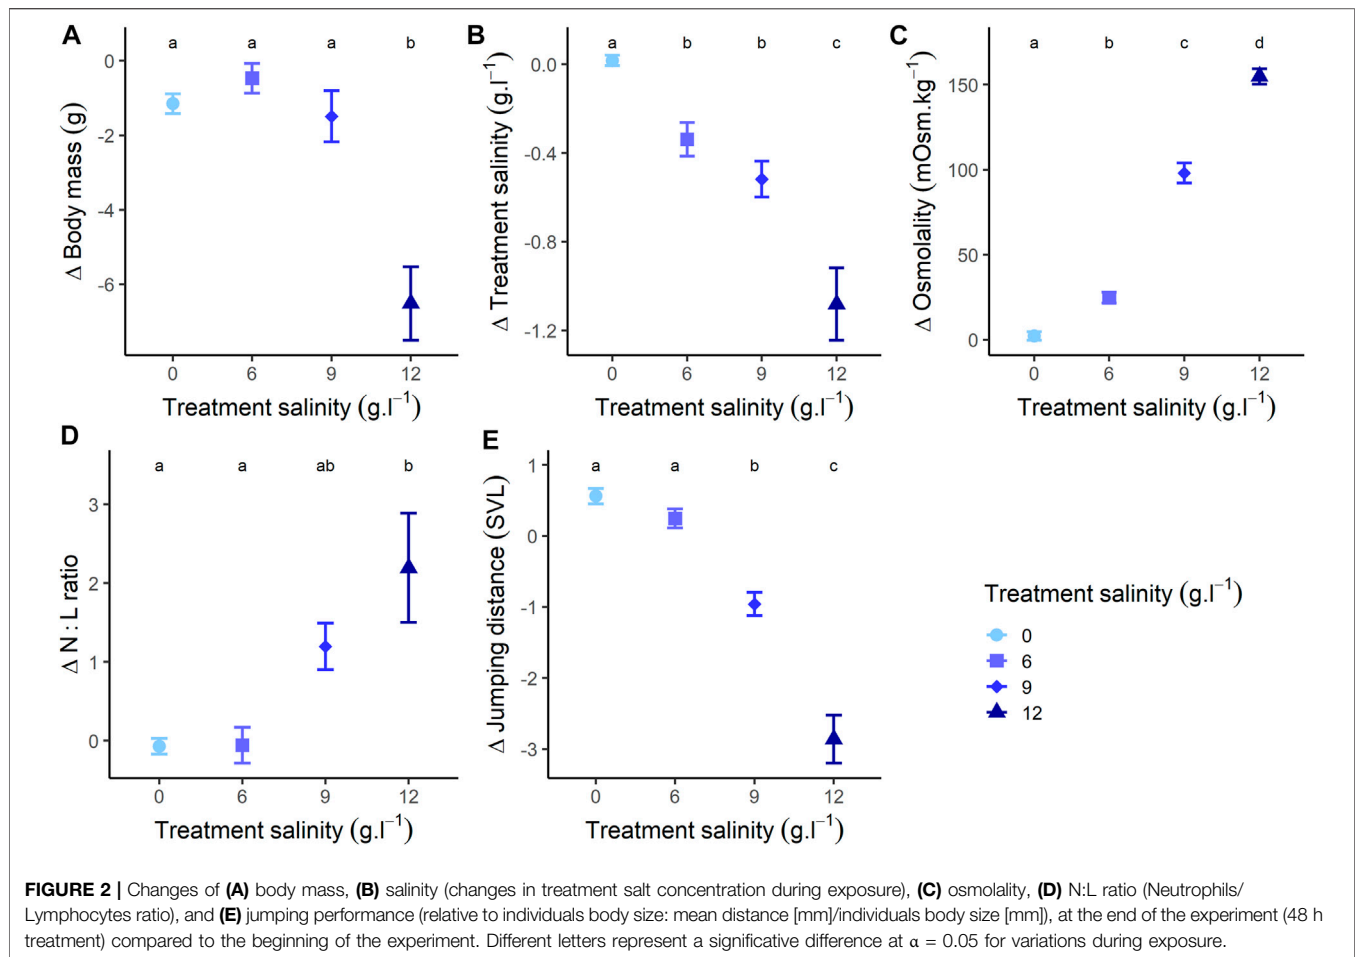 A
a a a b
0
-2
-4
-6
Δ Body mass (g)
0 6 9 12
Treatment salinity (g.l⁻¹)
B
a b b c
0.0
-0.4
-0.8
-1.2
Δ Treatment salinity (g.l⁻¹)
0 6 9 12
Treatment salinity (g.l⁻¹)
C
a b c d
150
100
50
0
Δ Osmolality (mOsm.kg⁻¹)
0 6 9 12
Treatment salinity (g.l⁻¹)
D
a a ab b
3
2
1
0
Δ N : L ratio
0 6 9 12
Treatment salinity (g.l⁻¹)
E
a a b c
1
0
-1
-2
-3
Δ Jumping distance (SVL)
0 6 9 12
Treatment salinity (g.l⁻¹)
Treatment salinity (g.l⁻¹)
0
6
9
12
FIGURE 2 | Changes of (A) body mass, (B) salinity (changes in treatment salt concentration during exposure), (C) osmolality, (D) N:L ratio (Neutrophils/
Lymphocytes ratio), and (E) jumping performance (relative to individuals body size: mean distance [mm]/individuals body size [mm]), at the end of the experiment (48 h
treatment) compared to the beginning of the experiment. Different letters represent a significative difference at α = 0.05 for variations during exposure.